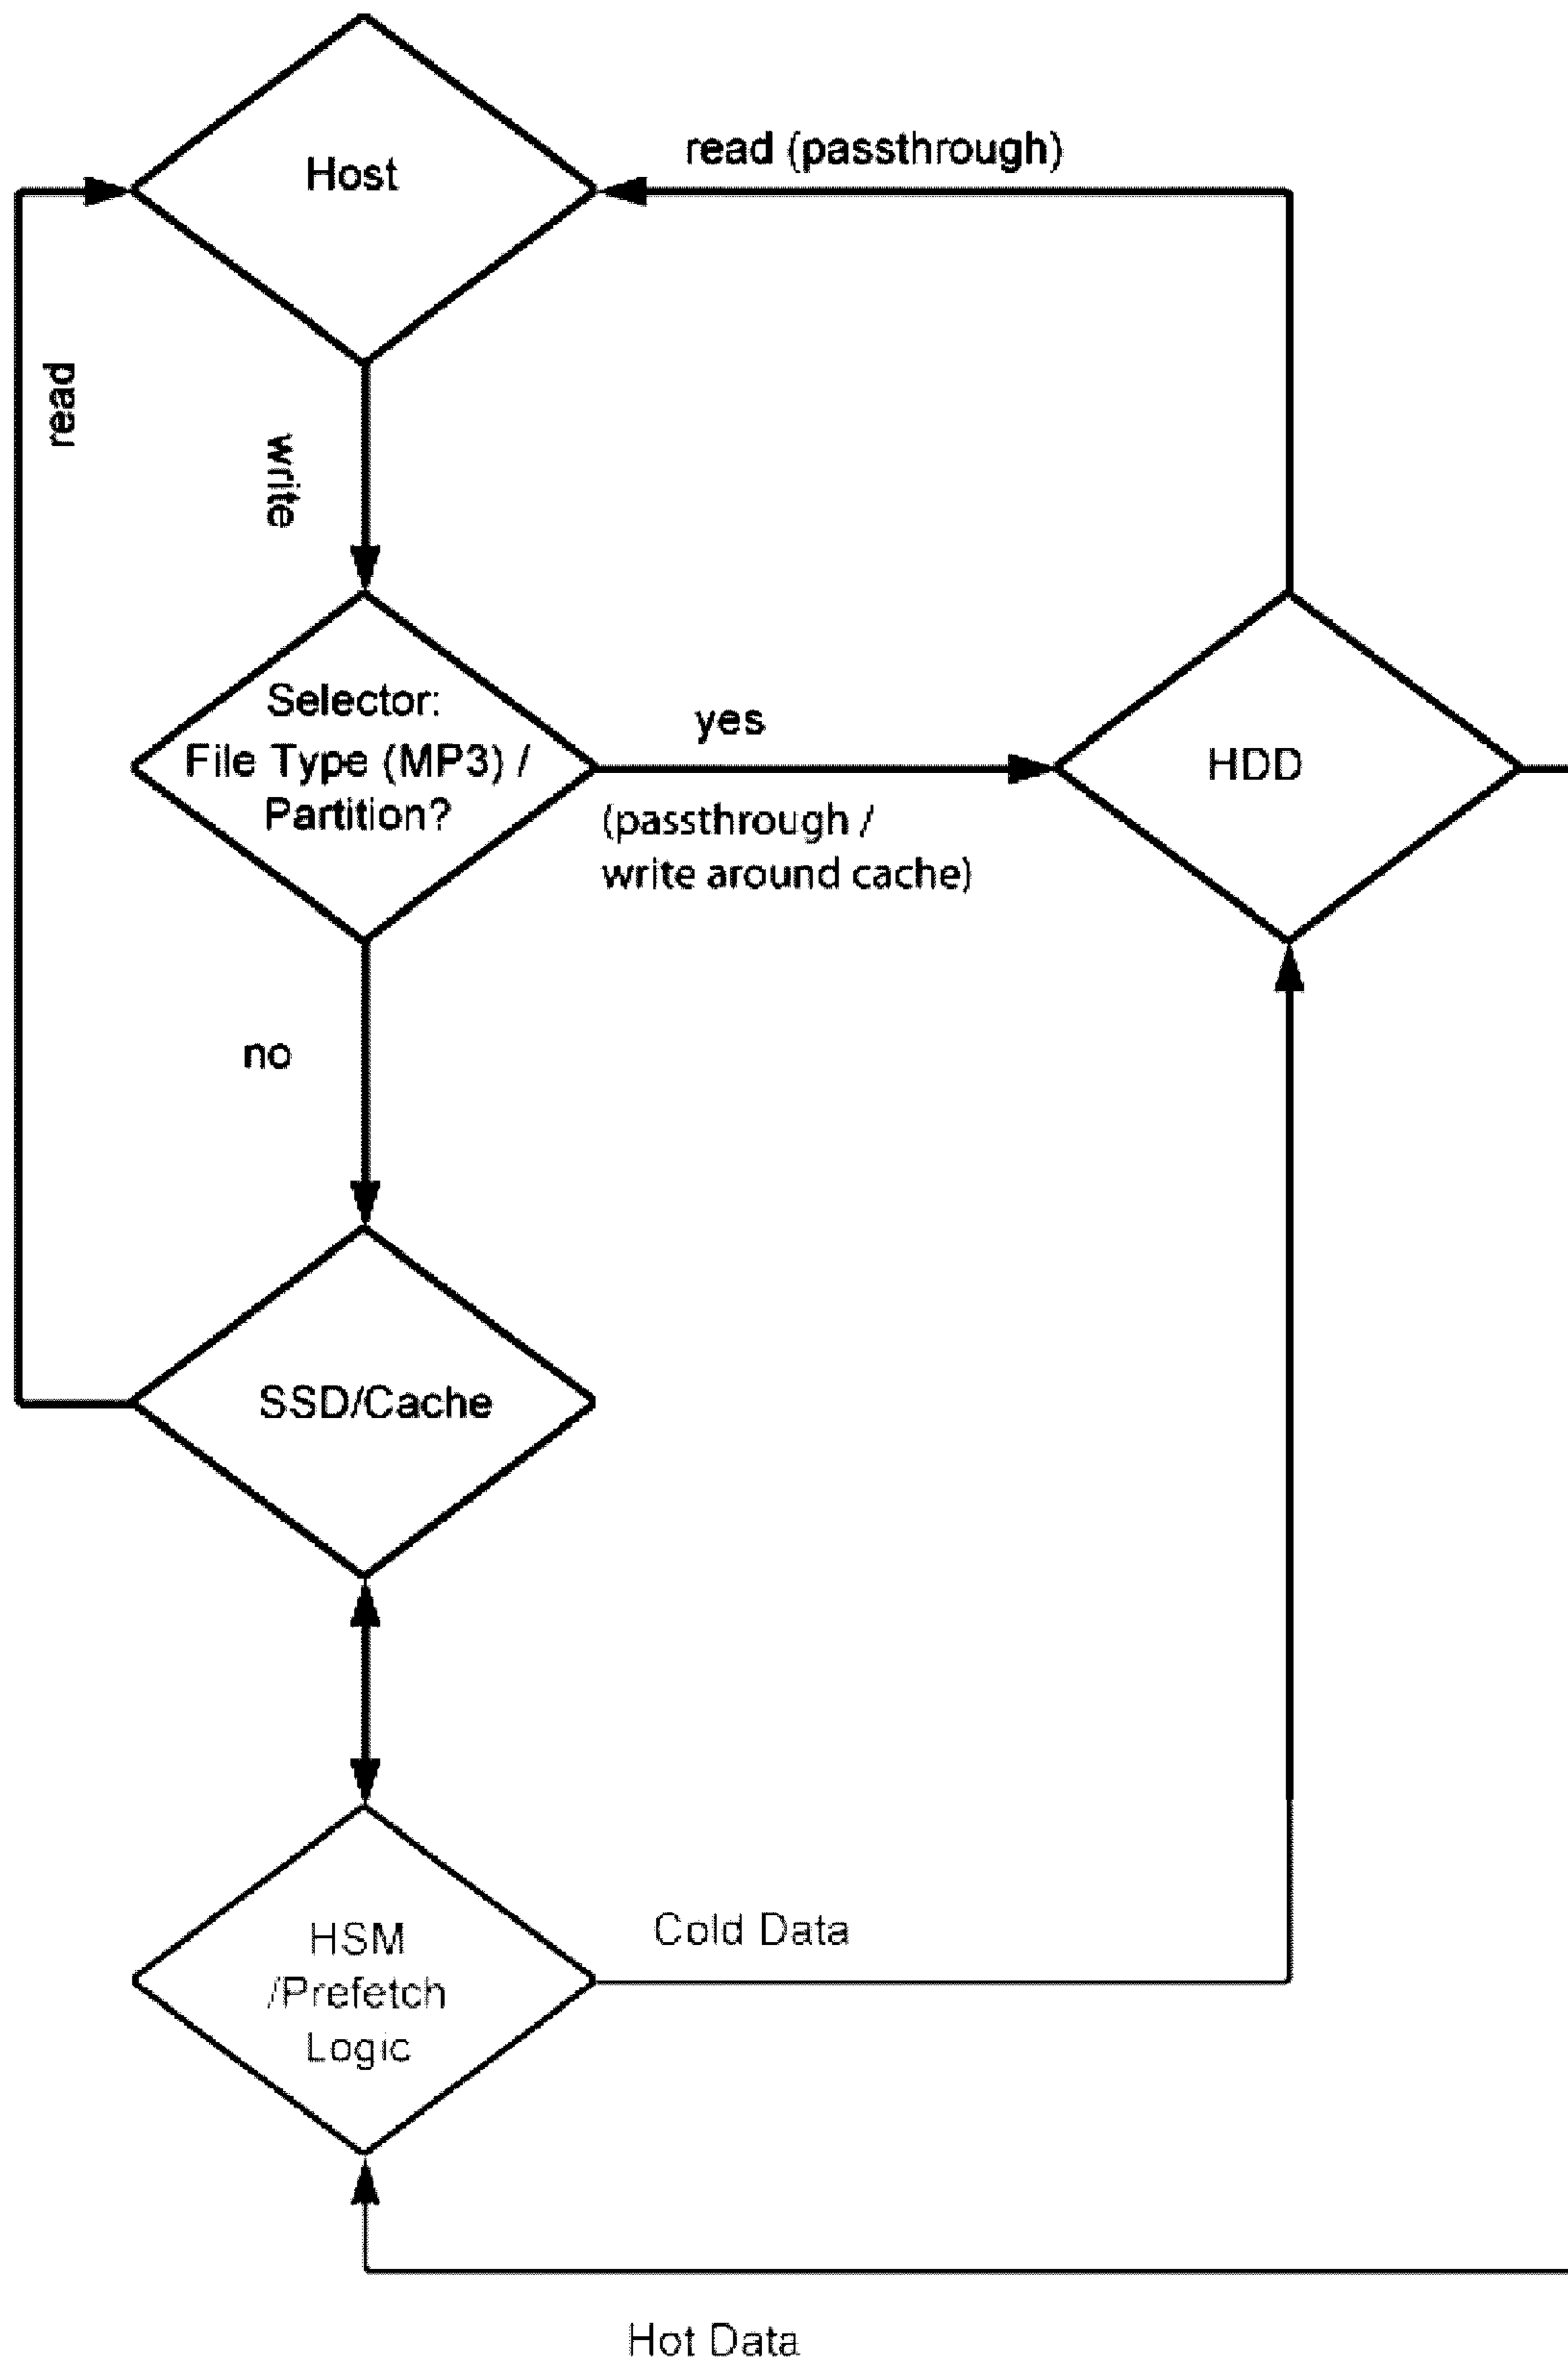 Host
read (passthrough)
read
write
Selector:
File Type (MP3) /
Partition?
yes
(passthrough /
write around cache)
HDD
no
SSD/Cache
HSM
/Prefetch
Logic
Cold Data
Hot Data